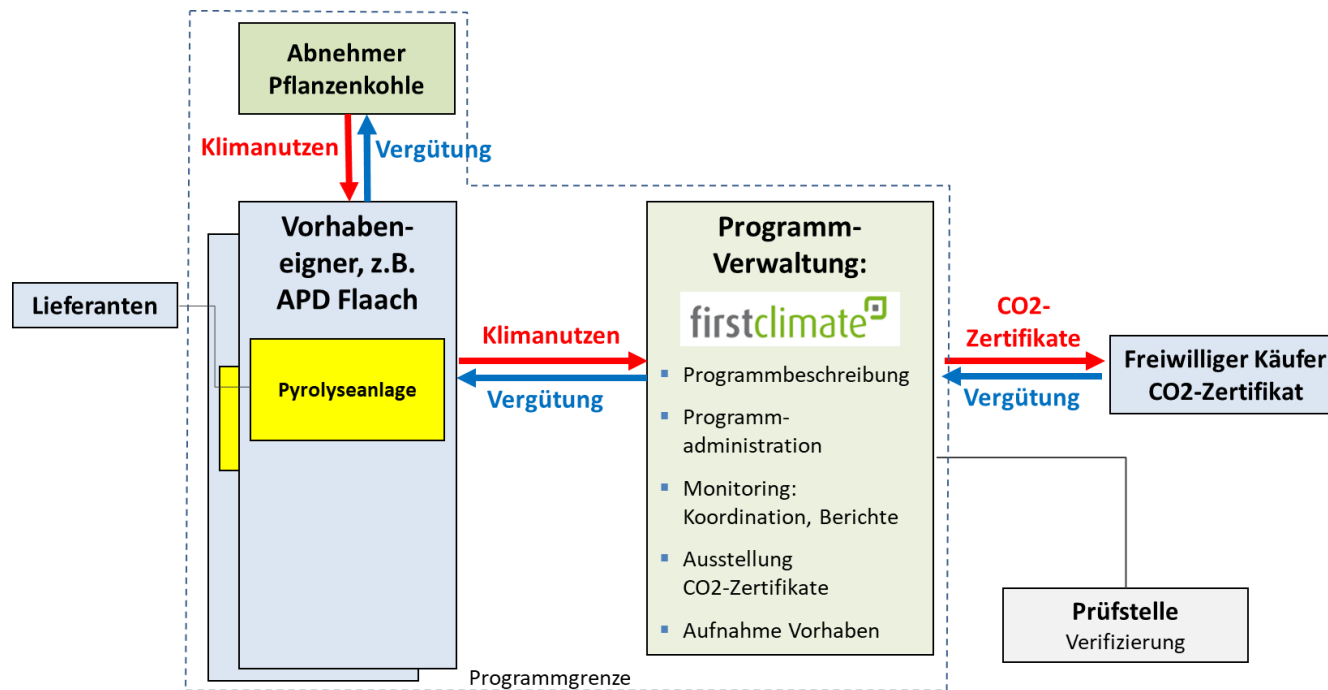 Abnehmer
Pflanzenkohle
Klimanutzen
Vergütung
Vorhaben-
eigner, z.B.
APD Flaach
Lieferanten
Pyrolyseanlage
Klimanutzen
Vergütung
Programm-
Verwaltung:
firstclimate
▪ Programmbeschreibung
▪ Programm-
administration
▪ Monitoring:
Koordination, Berichte
▪ Ausstellung
CO2-Zertifikate
▪ Aufnahme Vorhaben
CO2-
Zertifikate
Vergütung
Freiwilliger Käufer
CO2-Zertifikat
Prüfstelle
Verifizierung
Programmgrenze